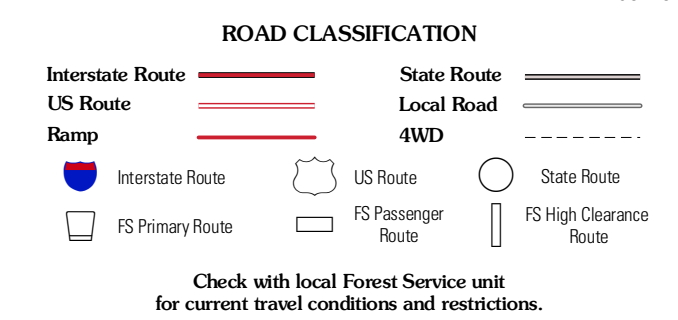 ROAD CLASSIFICATION
Interstate Route
State Route
US Route
Local Road
Ramp
4WD
Interstate Route
US Route
State Route
FS Primary Route
FS Passenger
Route
FS High Clearance
Route
Check with local Forest Service unit
for current travel conditions and restrictions.